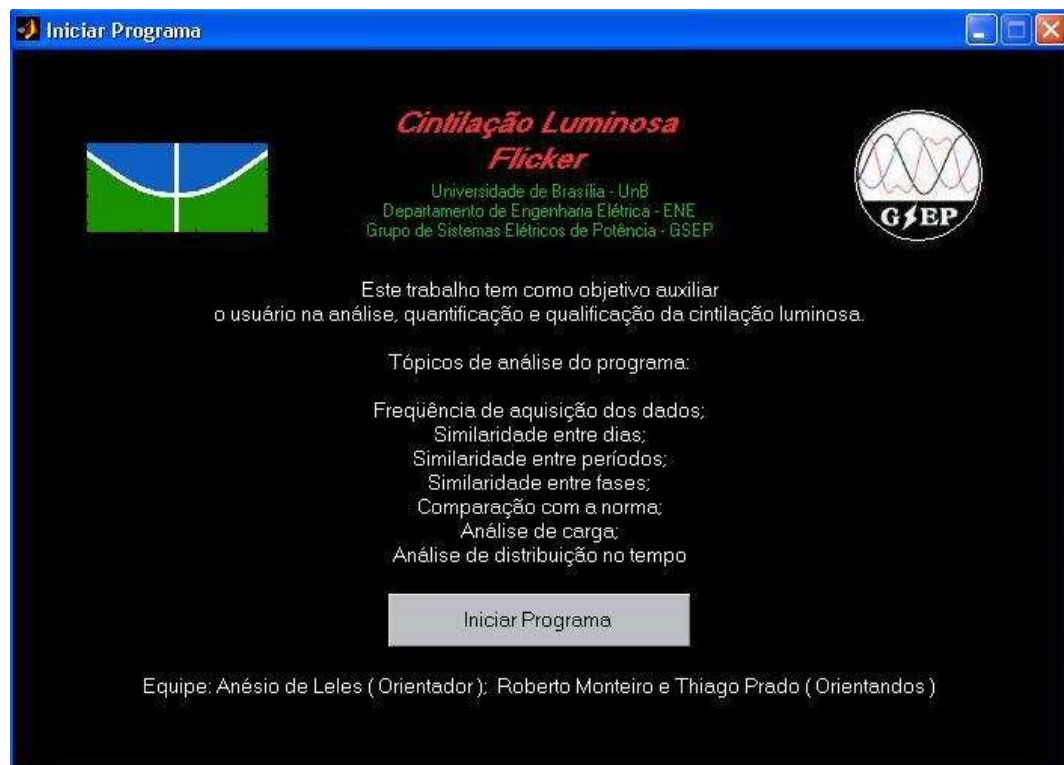 Iniciar Programa
Cintilação Luminosa
Flicker
Universidade de Brasília - UnB
Departamento de Engenharia Elétrica - ENE
Grupo de Sistemas Elétricos de Potência - GSEP
GSEP
Este trabalho tem como objetivo auxiliar
o usuário na análise, quantificação e qualificação da cintilação luminosa.
Tópicos de análise do programa:
Freqüência de aquisição dos dados;
Similaridade entre dias;
Similaridade entre períodos;
Similaridade entre fases;
Comparação com a norma;
Análise de carga;
Análise de distribuição no tempo
Iniciar Programa
Equipe: Anésio de Leles ( Orientador ); Roberto Monteiro e Thiago Prado ( Orientandos )